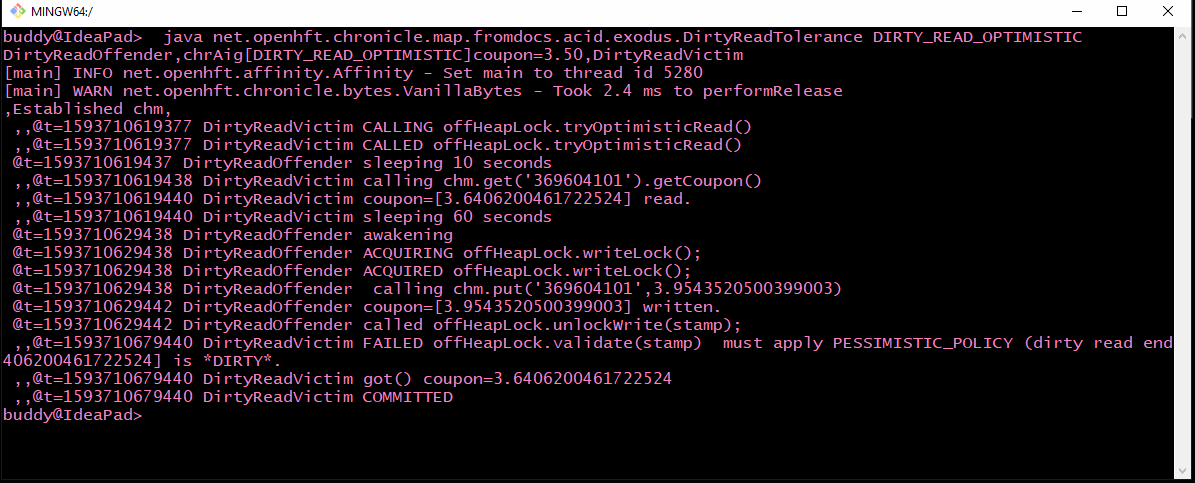 MINGW64:/
buddy@IdeaPad>  java net.openhft.chronicle.map.fromdocs.acid.exodus.DirtyReadTolerance DIRTY_READ_OPTIMISTIC
DirtyReadOffender,chrAig[DIRTY_READ_OPTIMISTIC]coupon=3.50,DirtyReadVictim
[main] INFO net.openhft.affinity.Affinity - Set main to thread id 5280
[main] WARN net.openhft.chronicle.bytes.VanillaBytes - Took 2.4 ms to performRelease
,Established chm,
 ,,@t=1593710619377 DirtyReadVictim CALLING offHeapLock.tryOptimisticRead()
 ,,@t=1593710619377 DirtyReadVictim CALLED offHeapLock.tryOptimisticRead()
 @t=1593710619437 DirtyReadOffender sleeping 10 seconds
 ,,@t=1593710619438 DirtyReadVictim calling chm.get('369604101').getCoupon()
 ,,@t=1593710619440 DirtyReadVictim coupon=[3.6406200461722524] read.
 ,,@t=1593710619440 DirtyReadVictim sleeping 60 seconds
 @t=1593710629438 DirtyReadOffender awakening
 @t=1593710629438 DirtyReadOffender ACQUIRING offHeapLock.writeLock();
 @t=1593710629438 DirtyReadOffender ACQUIRED offHeapLock.writeLock();
 @t=1593710629438 DirtyReadOffender  calling chm.put('369604101',3.9543520500399003)
 @t=1593710629442 DirtyReadOffender coupon=[3.9543520500399003] written.
 @t=1593710629442 DirtyReadOffender called offHeapLock.unlockWrite(stamp);
 ,,@t=1593710679440 DirtyReadVictim FAILED offHeapLock.validate(stamp)  must apply PESSIMISTIC_POLICY (dirty read end
406200461722524] is *DIRTY*.
 ,,@t=1593710679440 DirtyReadVictim got() coupon=3.6406200461722524
 ,,@t=1593710679440 DirtyReadVictim COMMITTED
buddy@IdeaPad>